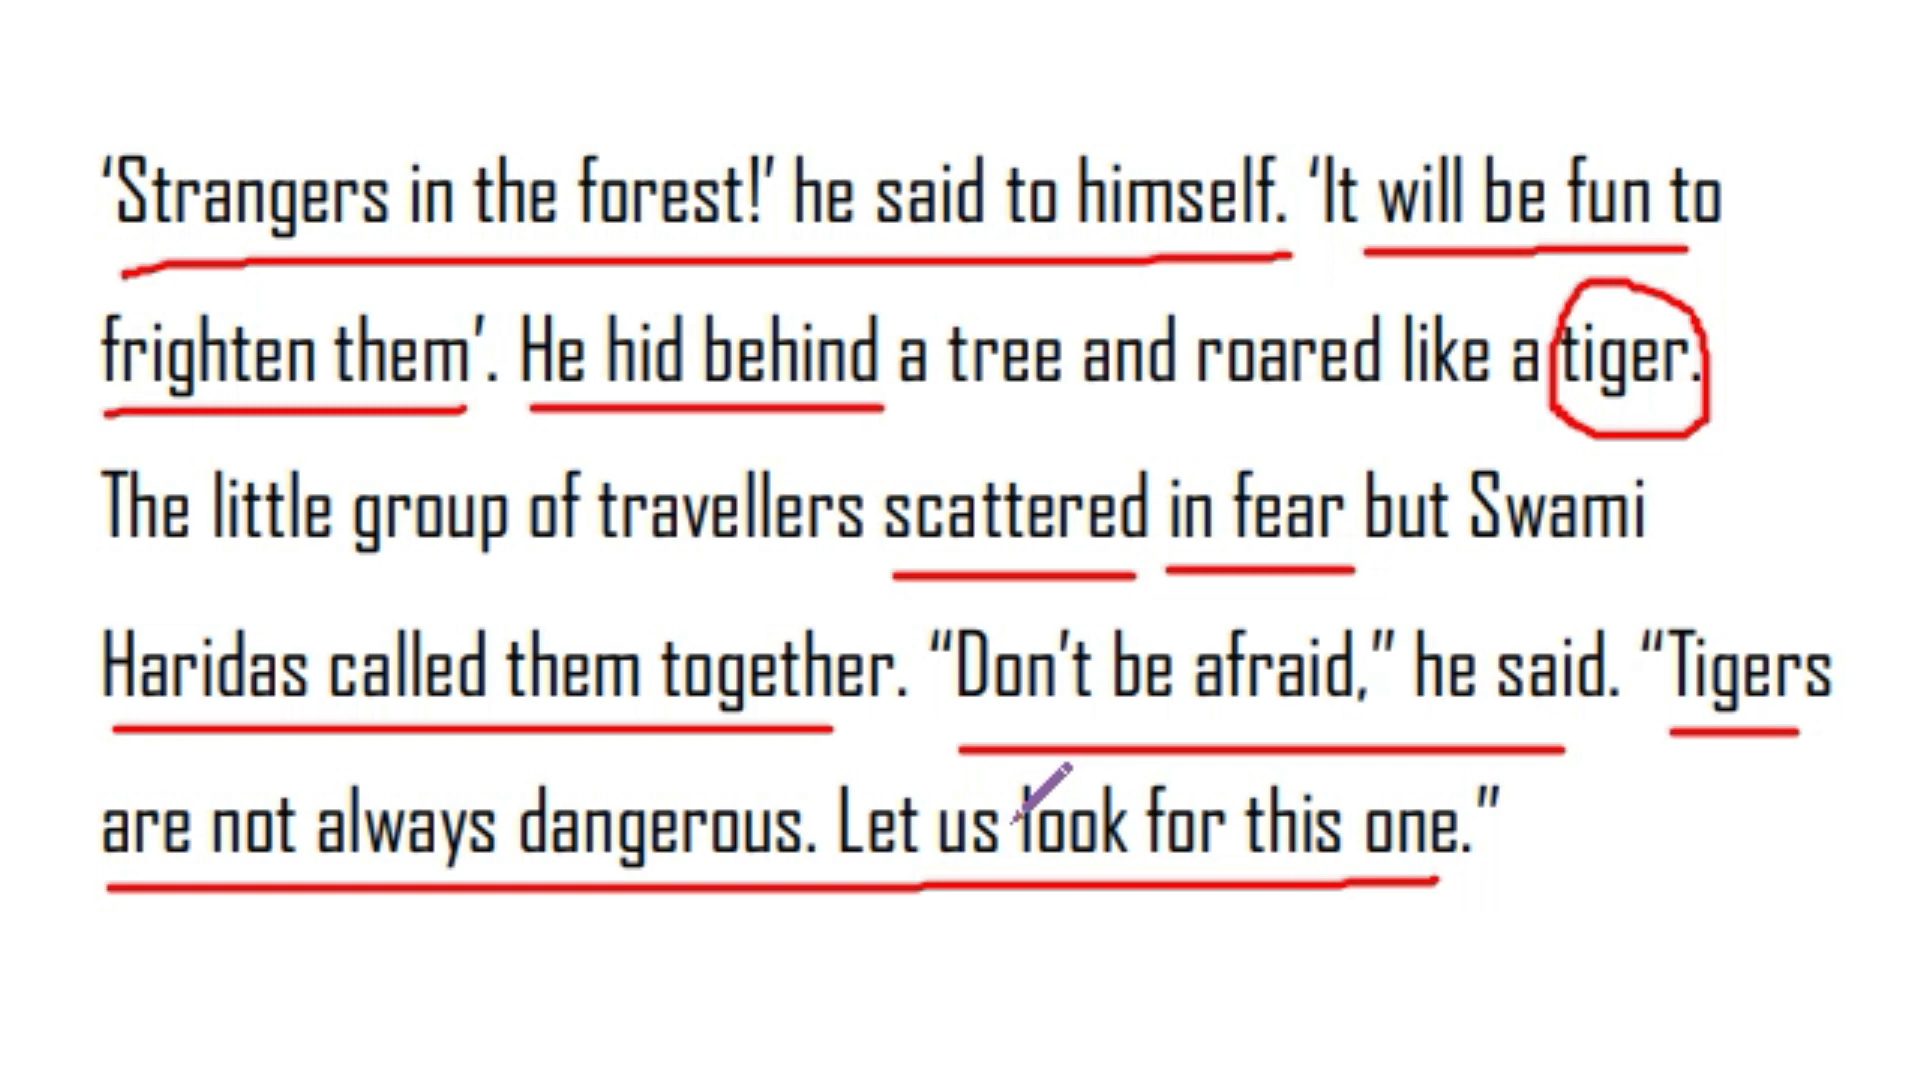 ‘Strangers in the forest!’ he said to himself. ‘It will be fun to
frighten them’. He hid behind a tree and roared like a tiger.
The little group of travellers scattered in fear but Swami
Haridas called them together. “Don’t be afraid,” he said. “Tigers
are not always dangerous. Let us look for this one.”